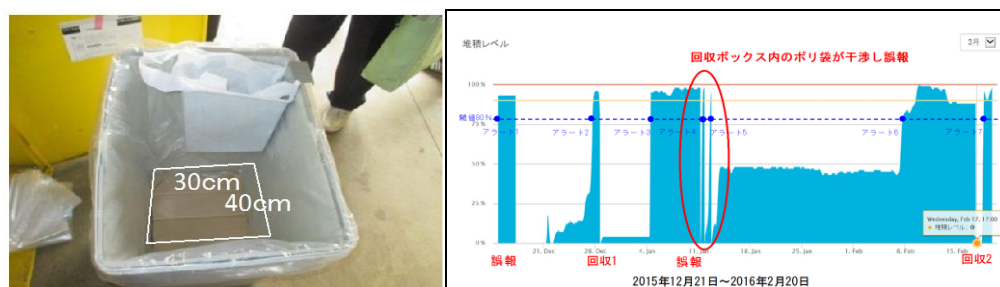 30cm
40cm
堆積レベル
2月
回収ボックス内のポリ袋が干渉し誤報
100%
閾値80%
75%
アラート1
アラート2
アラート3
アラート4
アラート5
アラート6
アラート7
50%
25%
0%
Wednesday, Feb 17, 17:00
堆積レベル: 0
21. Dec
28. Dec
4. Jan
11. Jan
18. Jan
25. Jan
1. Feb
8. Feb
15. Feb
誤報
回収1
誤報
回収2
2015年12月21日～2016年2月20日